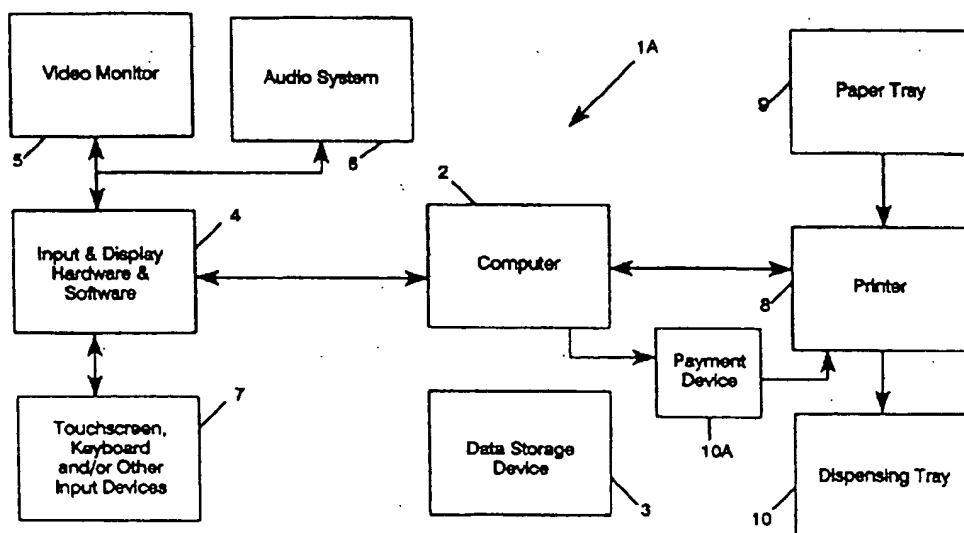 Video Monitor
5
Audio System
6
1A
9
Paper Tray
4
Input & Display
Hardware &
Software
2
Computer
8
Printer
7
Touchscreen,
Keyboard
and/or Other
Input Devices
Data Storage
Device
3
Payment
Device
10A
Dispensing Tray
10